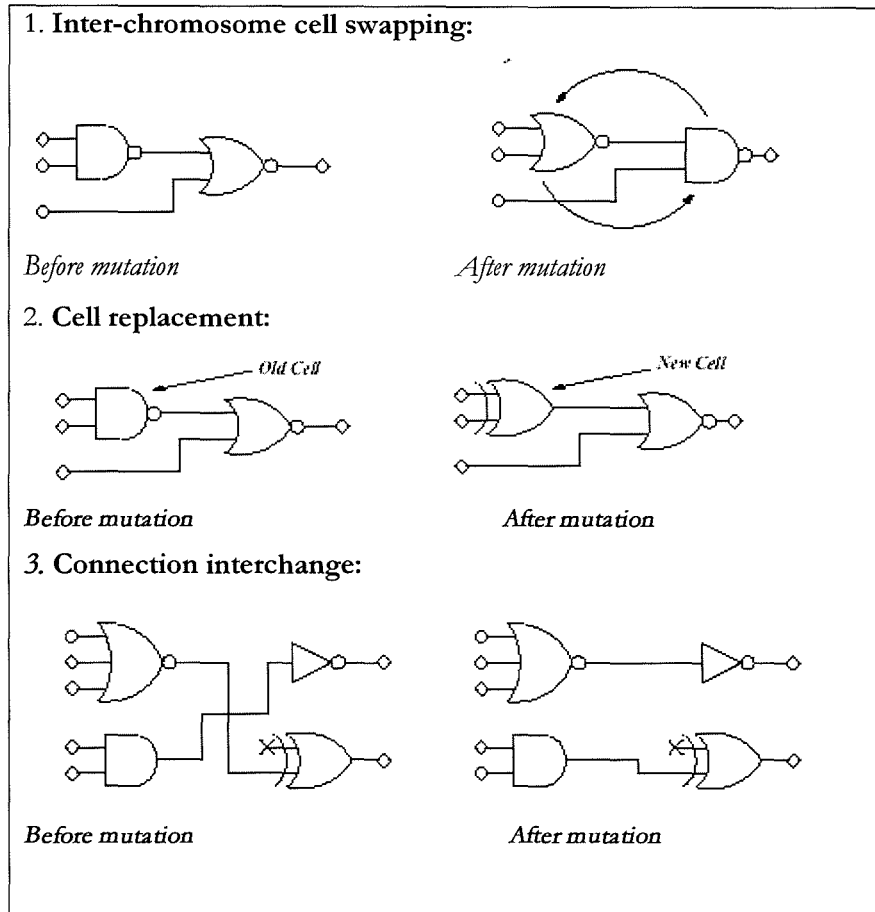 1. Inter-chromosome cell swapping:
Before mutation
After mutation
2. Cell replacement:
Old Cell
New Cell
Before mutation
After mutation
3. Connection interchange:
Before mutation
After mutation